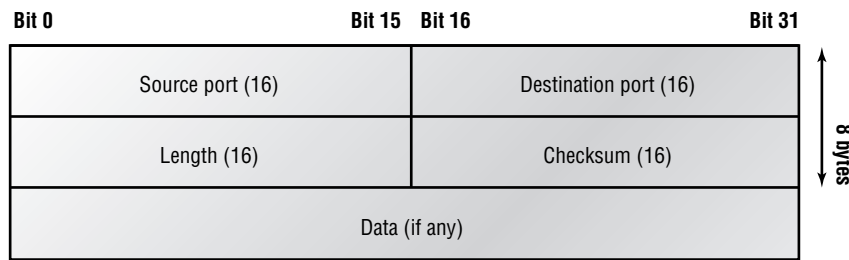 Bit 0 Bit 15 Bit 16 Bit 31
Source port (16) Destination port (16)
Length (16) Checksum (16)
8 bytes
Data (if any)